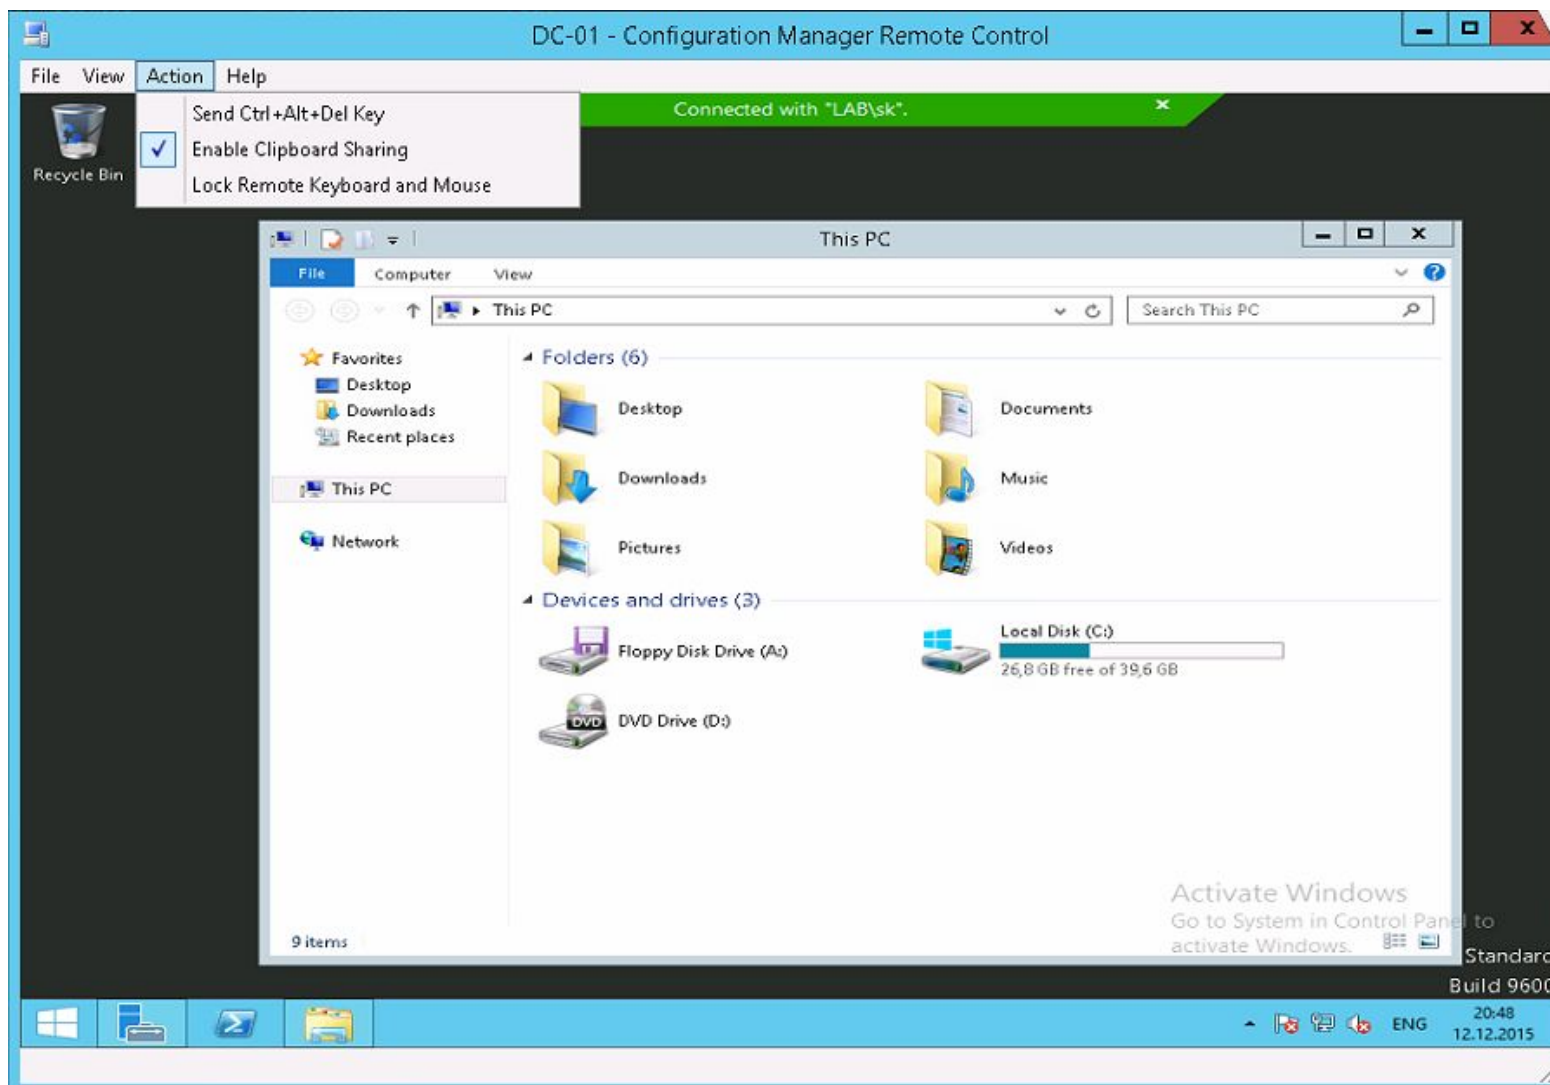 DC-01 - Configuration Manager Remote Control
File View Action Help
Send Ctrl+Alt+Del Key
Enable Clipboard Sharing
Lock Remote Keyboard and Mouse
Connected with "LAB\sk".
Recycle Bin
This PC
File Computer View
This PC
Search This PC
Favorites
Desktop
Downloads
Recent places
This PC
Network
Folders (6)
Desktop
Documents
Downloads
Music
Pictures
Videos
Devices and drives (3)
Floppy Disk Drive (A:)
Local Disk (C:)
26,8 GB free of 39,6 GB
DVD
DVD Drive (D:)
9 items
Activate Windows
Go to System in Control Panel to
activate Windows.
Standard
Build 9600
ENG
20:48
12.12.2015